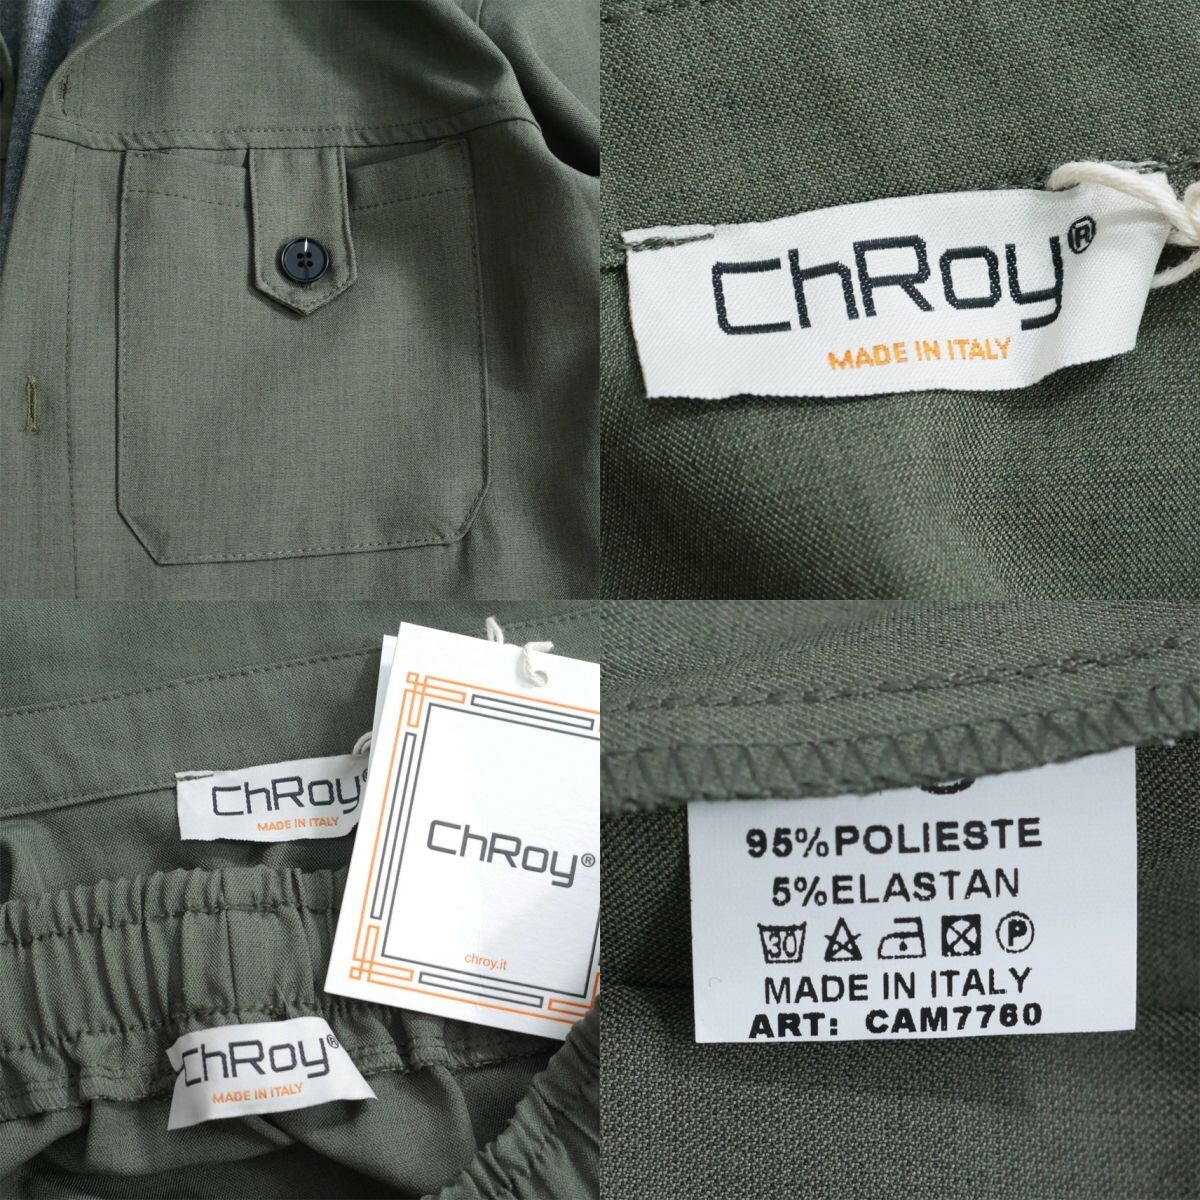 ChRoy®
MADE IN ITALY
ChRoy®
MADE IN ITALY
ChRoy®
chroy.it
ChRoy®
MADE IN ITALY
95%POLIESTE
5%ELASTAN
30 P
MADE IN ITALY
ART: CAM7760